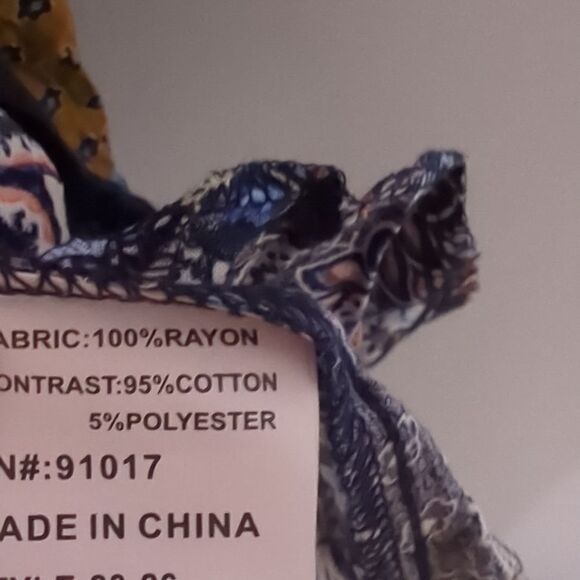 ABRIC:100%RAYON
ONTRAST:95%COTTON
5%POLYESTER
N#:91017
ADE IN CHINA